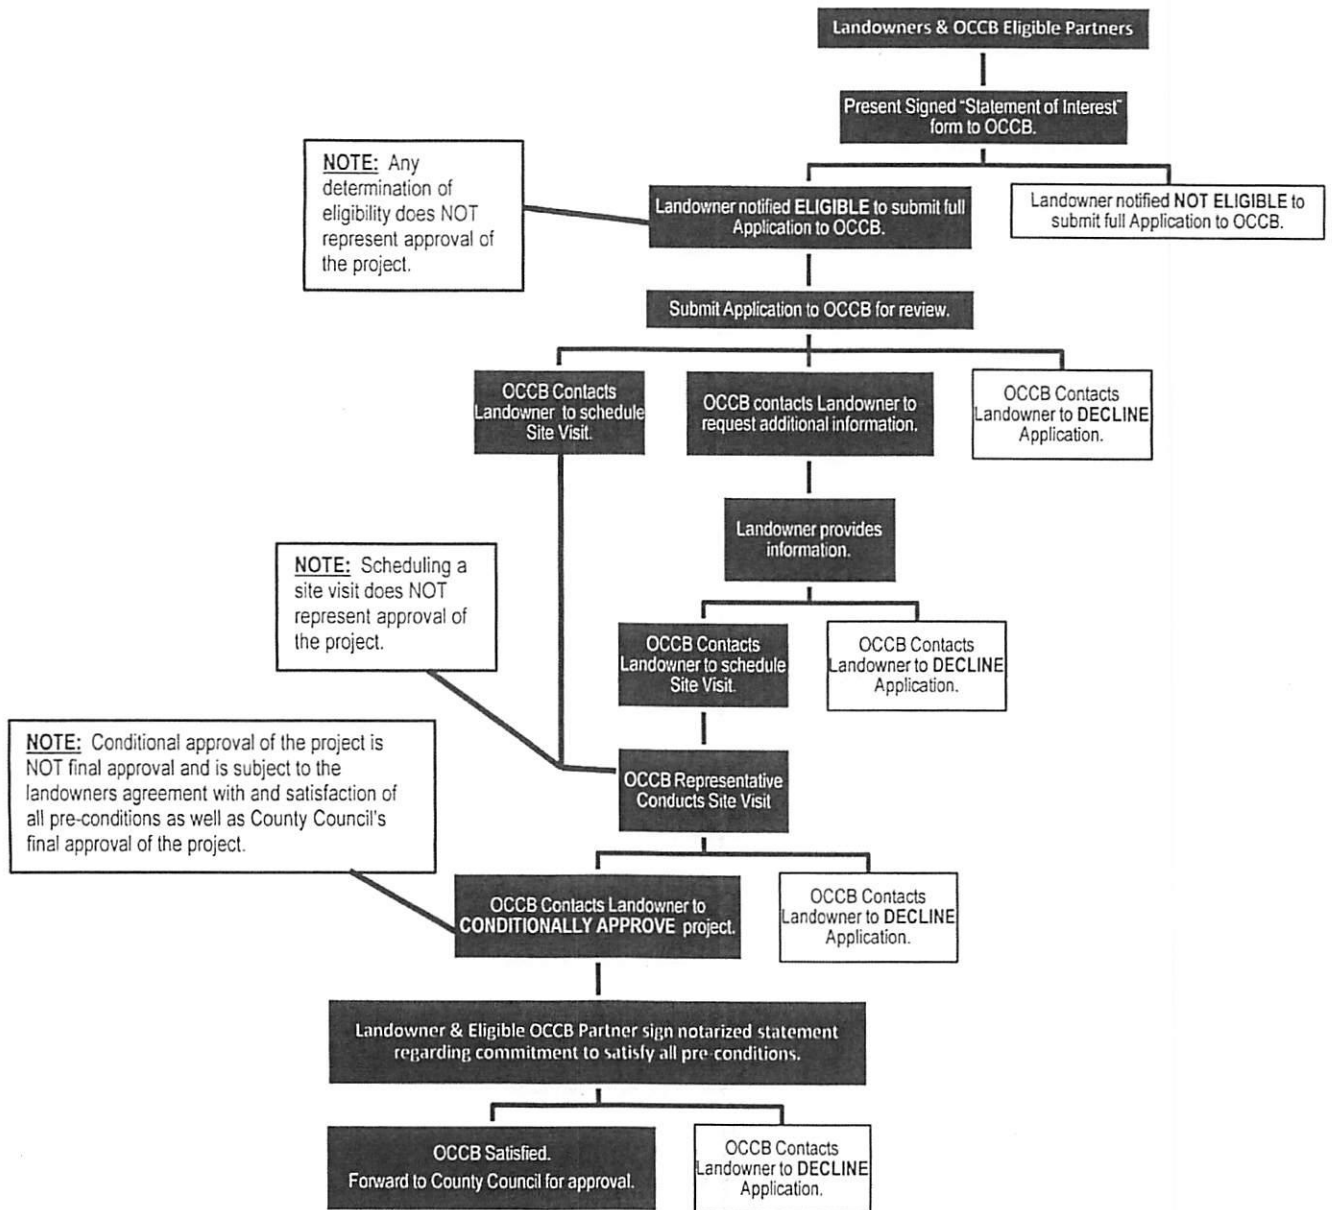 Landowners & OCCB Eligible Partners
Present Signed "Statement of Interest"
form to OCCB.
NOTE: Any
determination of
eligibility does NOT
represent approval of
the project.
Landowner notified ELIGIBLE to submit full
Application to OCCB.
Landowner notified NOT ELIGIBLE to
submit full Application to OCCB.
Submit Application to OCCB for review.
OCCB Contacts
Landowner to schedule
Site Visit.
OCCB contacts Landowner to
request additional information.
OCCB Contacts
Landowner to DECLINE
Application.
Landowner provides
information.
NOTE: Scheduling a
site visit does NOT
represent approval of
the project.
OCCB Contacts
Landowner to schedule
Site Visit.
OCCB Contacts
Landowner to DECLINE
Application.
NOTE: Conditional approval of the project is
NOT final approval and is subject to the
landowners agreement with and satisfaction of
all pre-conditions as well as County Council's
final approval of the project.
OCCB Representative
Conducts Site Visit
OCCB Contacts Landowner to
CONDITIONALLY APPROVE project.
OCCB Contacts
Landowner to DECLINE
Application.
Landowner & Eligible OCCB Partner sign notarized statement
regarding commitment to satisfy all pre-conditions.
OCCB Satisfied.
Forward to County Council for approval.
OCCB Contacts
Landowner to DECLINE
Application.